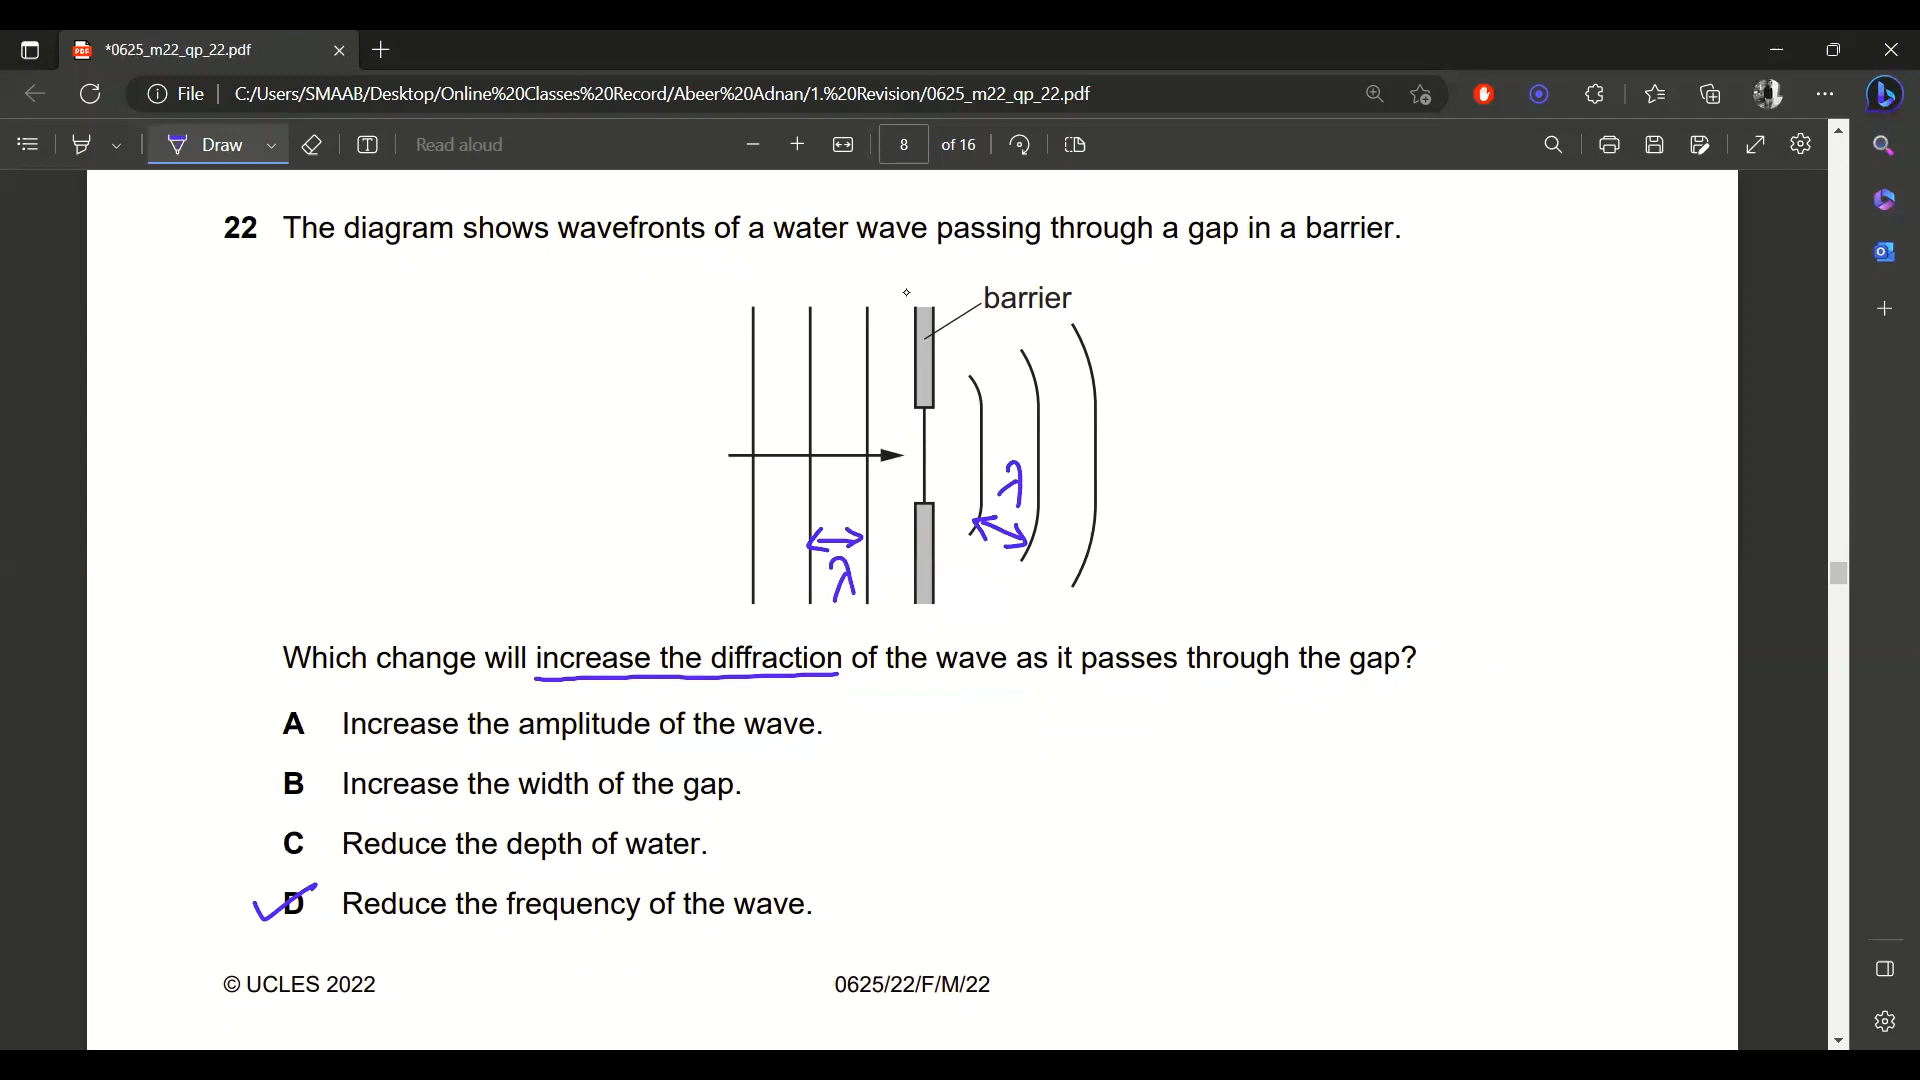 *0625_m22_qp_22.pdf
File
C:/Users/SMAAB/Desktop/Online%20Classes%20Record/Abeer%20Adnan/1.%20Revision/0625_m22_qp_22.pdf
Draw
Read aloud
8 of 16
22 The diagram shows wavefronts of a water wave passing through a gap in a barrier.
barrier
λ
λ
Which change will increase the diffraction of the wave as it passes through the gap?
A Increase the amplitude of the wave.
B Increase the width of the gap.
C Reduce the depth of water.
D Reduce the frequency of the wave.
© UCLES 2022
0625/22/F/M/22